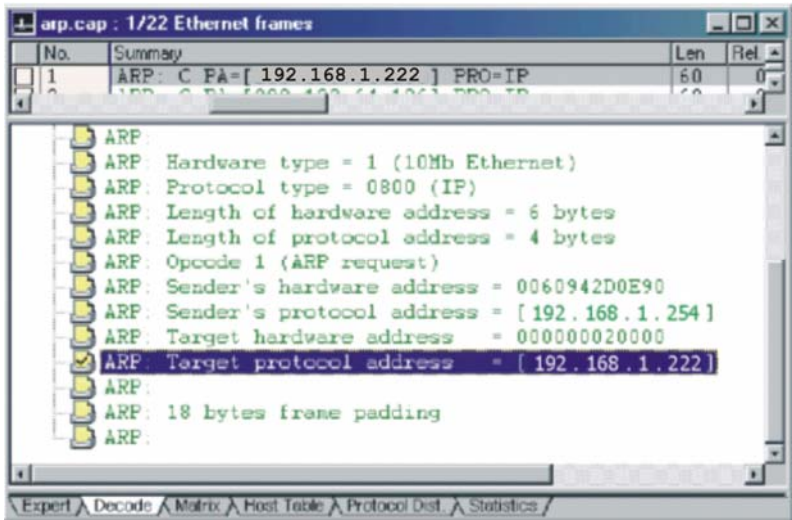 arp.cap : 1/22 Ethernet frames
No. Summary Len Rel
1 ARP: C PA=[ 192.168.1.222 ] PRO=IP 60 0
ARP:
ARP: Hardware type = 1 (10Mb Ethernet)
ARP: Protocol type = 0800 (IP)
ARP: Length of hardware address = 6 bytes
ARP: Length of protocol address = 4 bytes
ARP: Opcode 1 (ARP request)
ARP: Sender's hardware address = 0060942D0E90
ARP: Sender's protocol address = [ 192 . 168 . 1 . 254 ]
ARP: Target hardware address = 000000020000
ARP: Target protocol address = [ 192 . 168 . 1 . 222 ]
ARP:
ARP: 18 bytes frame padding
ARP:
Expert Decode Matrix Host Table Protocol Dist. Statistics